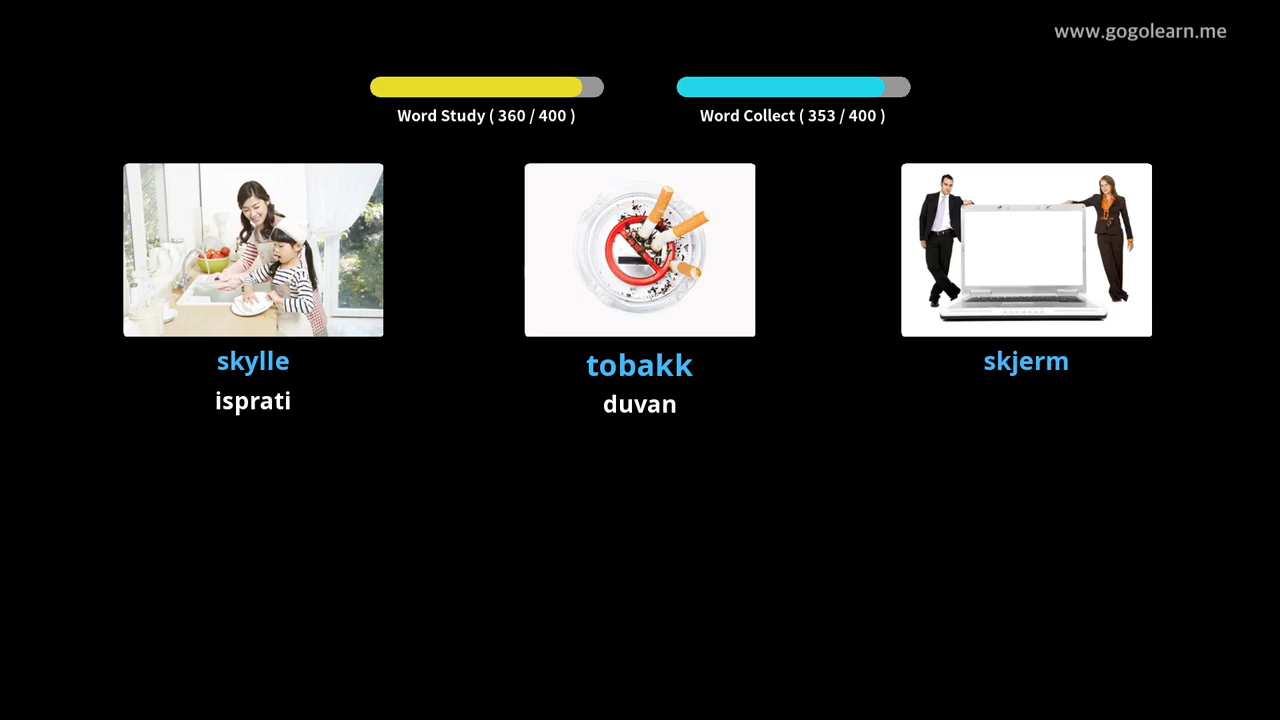 www.gogolearn.me
Word Study ( 360 / 400 )
Word Collect ( 353 / 400 )
skylle
isprati
tobakk
duvan
skjerm